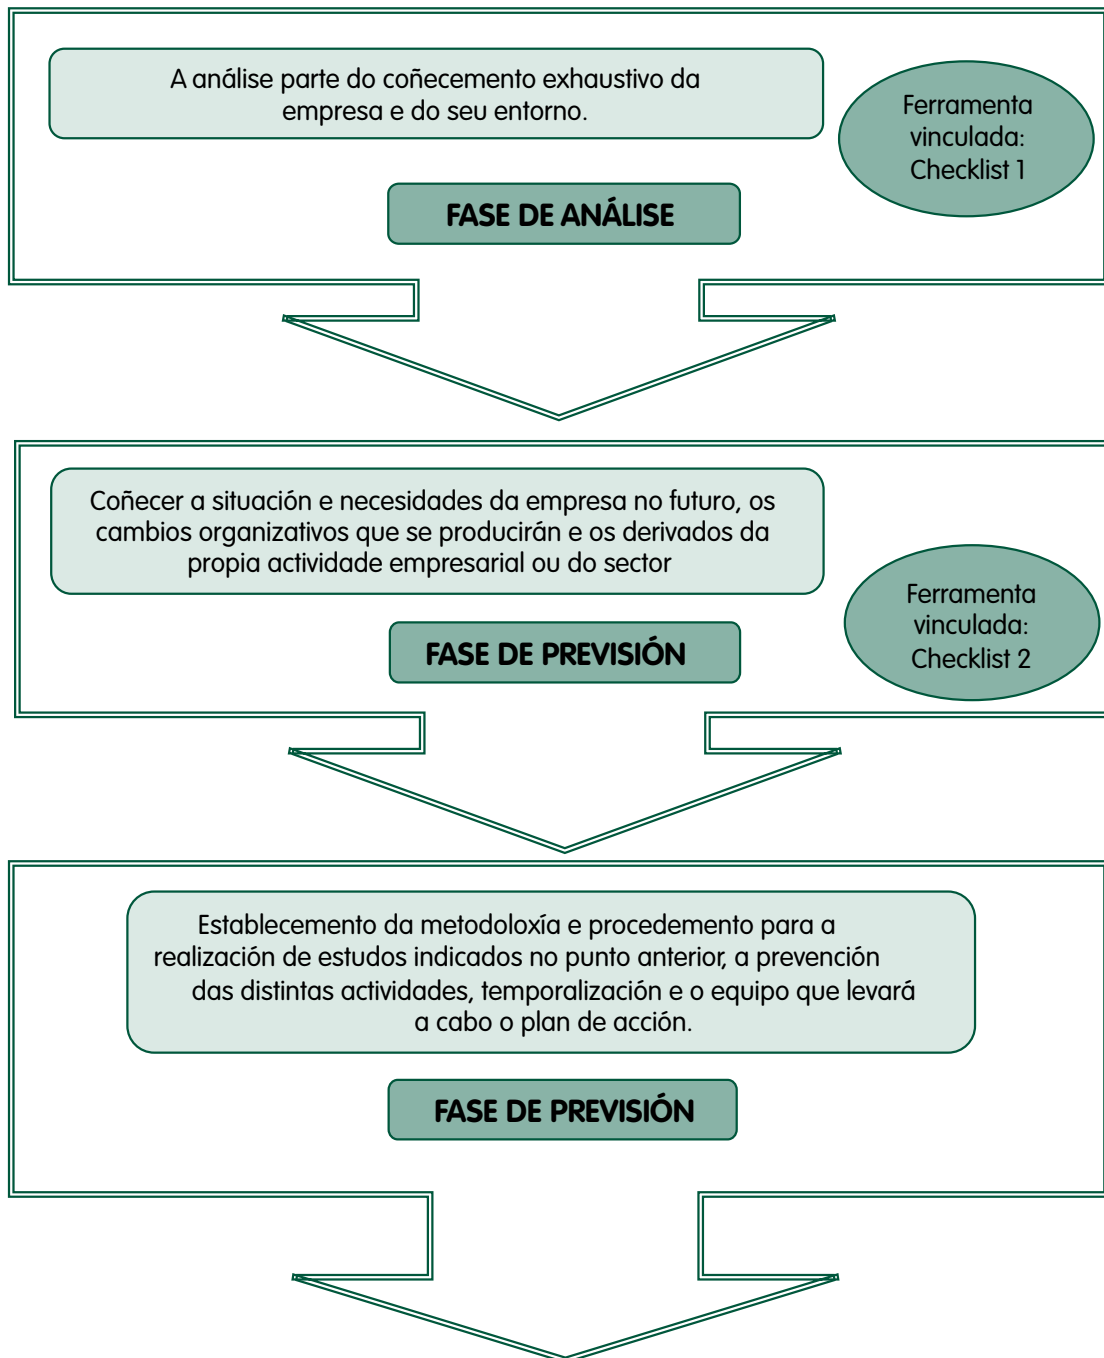 A análise parte do coñecemento exhaustivo da
empresa e do seu entorno.
Ferramenta
vinculada:
Checklist 1
FASE DE ANÁLISE
Coñecer a situación e necesidades da empresa no futuro, os
cambios organizativos que se producirán e os derivados da
propia actividade empresarial ou do sector
Ferramenta
vinculada:
Checklist 2
FASE DE PREVISIÓN
Establecemento da metodoloxía e procedemento para a
realización de estudos indicados no punto anterior, a prevención
das distintas actividades, temporalización e o equipo que levará
a cabo o plan de acción.
FASE DE PREVISIÓN